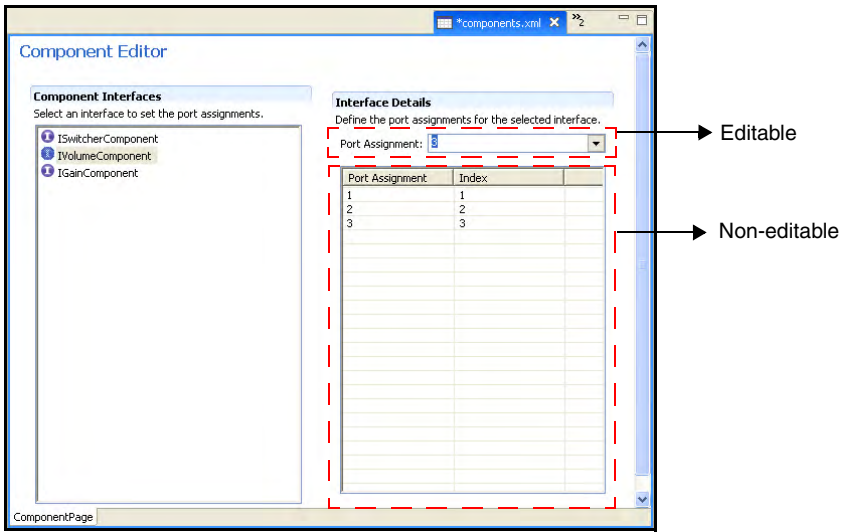 *components.xml
»2
Component Editor
Component Interfaces
Select an interface to set the port assignments.
ISwitcherComponent
IVolumeComponent
IGainComponent
Interface Details
Define the port assignments for the selected interface.
Port Assignment: 3
Editable
Port Assignment Index
1 1
2 2
3 3
Non-editable
ComponentPage